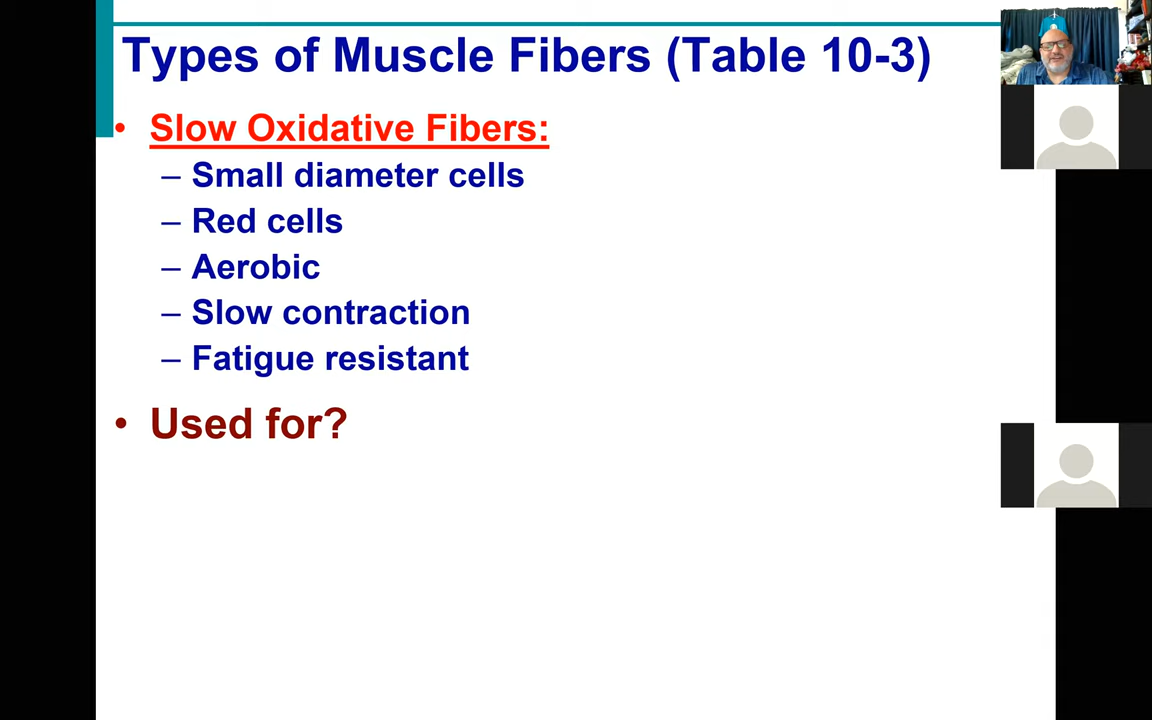 Types of Muscle Fibers (Table 10-3)
• Slow Oxidative Fibers:
– Small diameter cells
– Red cells
– Aerobic
– Slow contraction
– Fatigue resistant
• Used for?